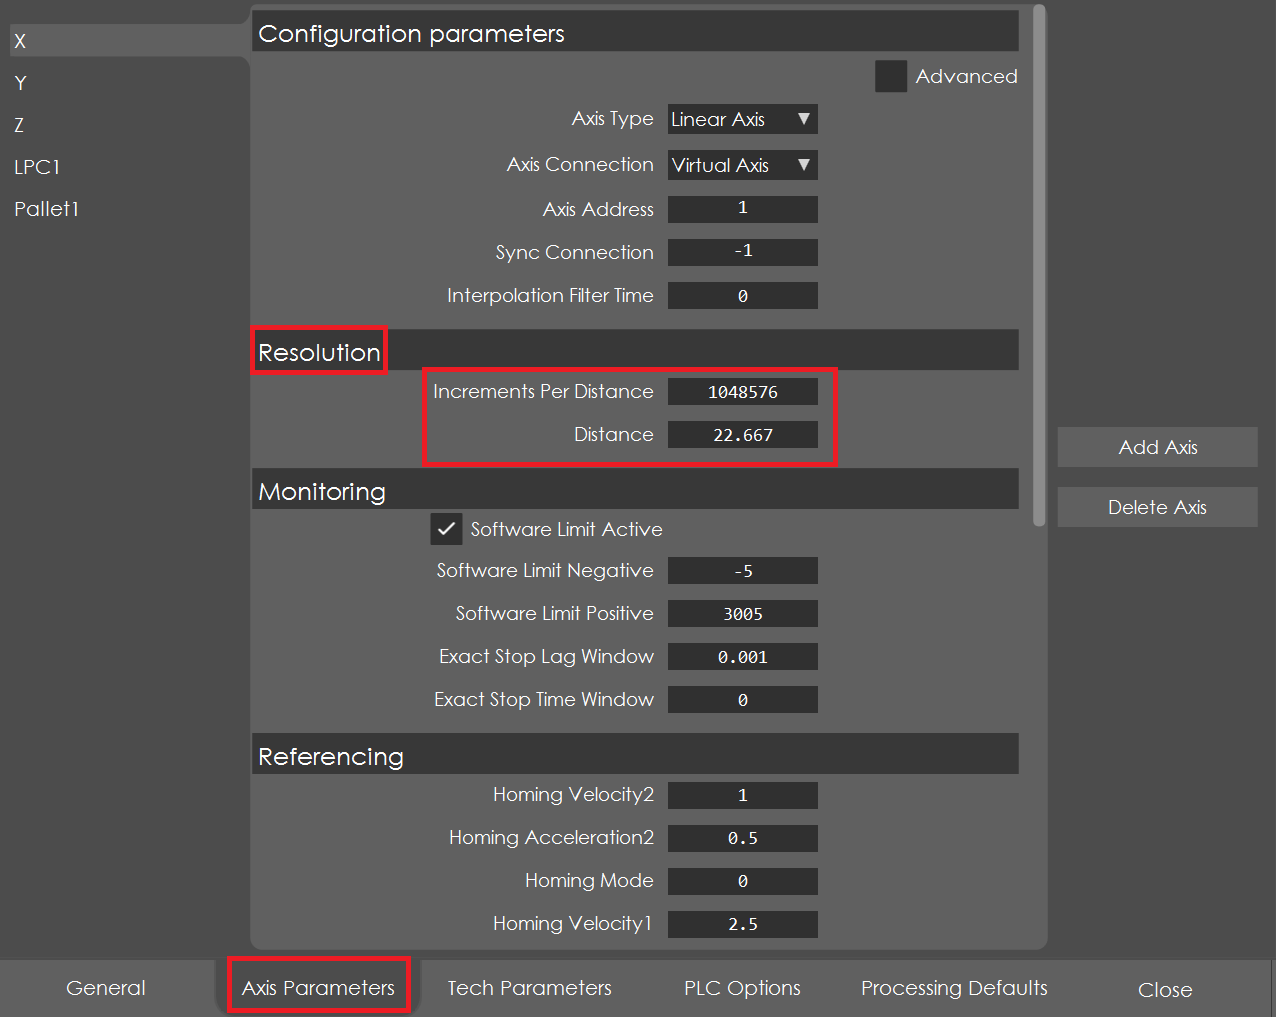 X
Y
Z
LPC1
Pallet1
Configuration parameters
Advanced
Axis Type Linear Axis
Axis Connection Virtual Axis
Axis Address 1
Sync Connection -1
Interpolation Filter Time 0
Resolution
Increments Per Distance 1048576
Distance 22.667
Monitoring
Software Limit Active
Software Limit Negative -5
Software Limit Positive 3005
Exact Stop Lag Window 0.001
Exact Stop Time Window 0
Referencing
Homing Velocity2 1
Homing Acceleration2 0.5
Homing Mode 0
Homing Velocity1 2.5
Add Axis
Delete Axis
General Axis Parameters Tech Parameters PLC Options Processing Defaults Close